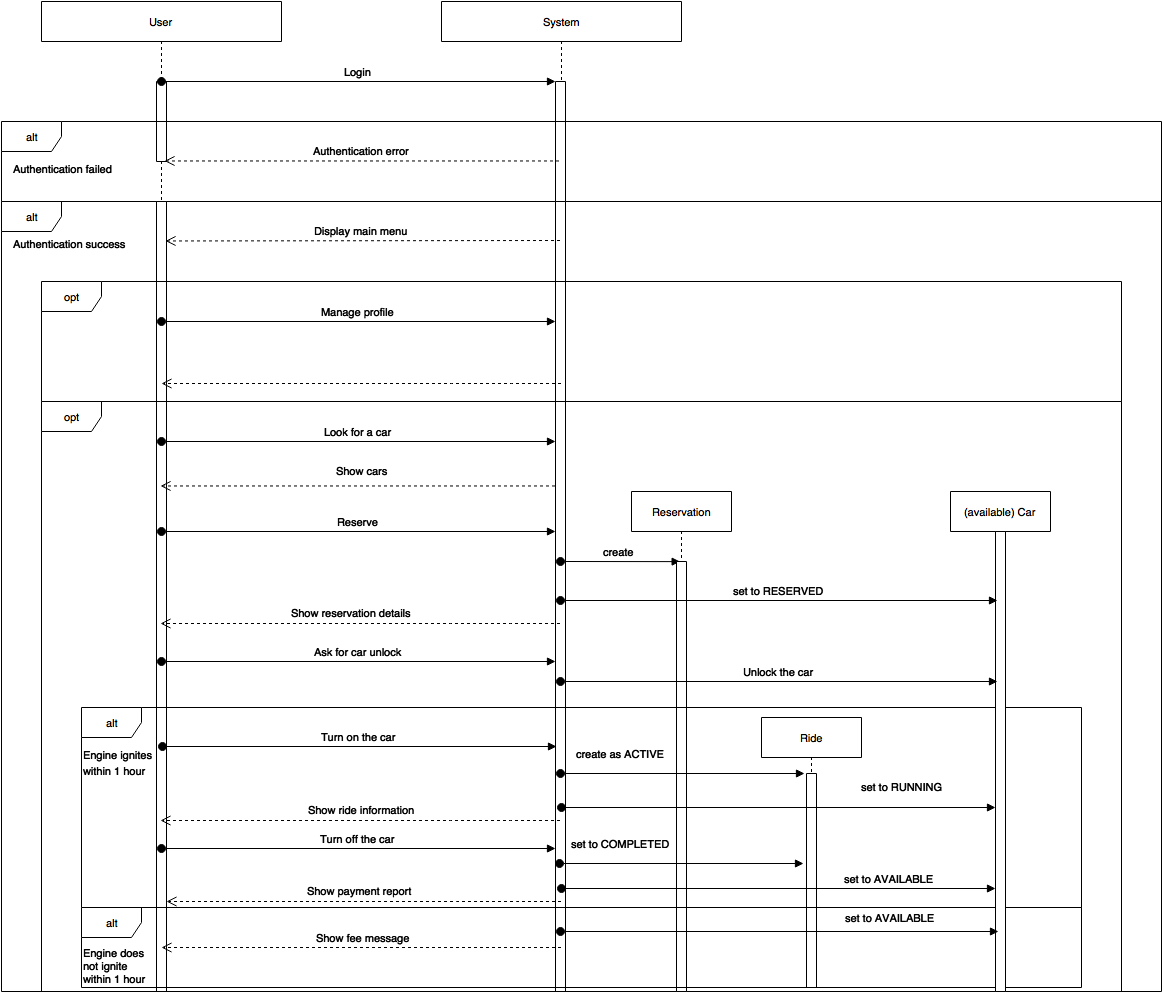 User
System
Login
alt
Authentication error
Authentication failed
alt
Display main menu
Authentication success
opt
Manage profile
opt
Look for a car
Show cars
Reservation
(available) Car
Reserve
create
set to RESERVED
Show reservation details
Ask for car unlock
Unlock the car
alt
Turn on the car
Ride
Engine ignites
within 1 hour
create as ACTIVE
set to RUNNING
Show ride information
Turn off the car
set to COMPLETED
set to AVAILABLE
Show payment report
alt
set to AVAILABLE
Show fee message
Engine does
not ignite
within 1 hour